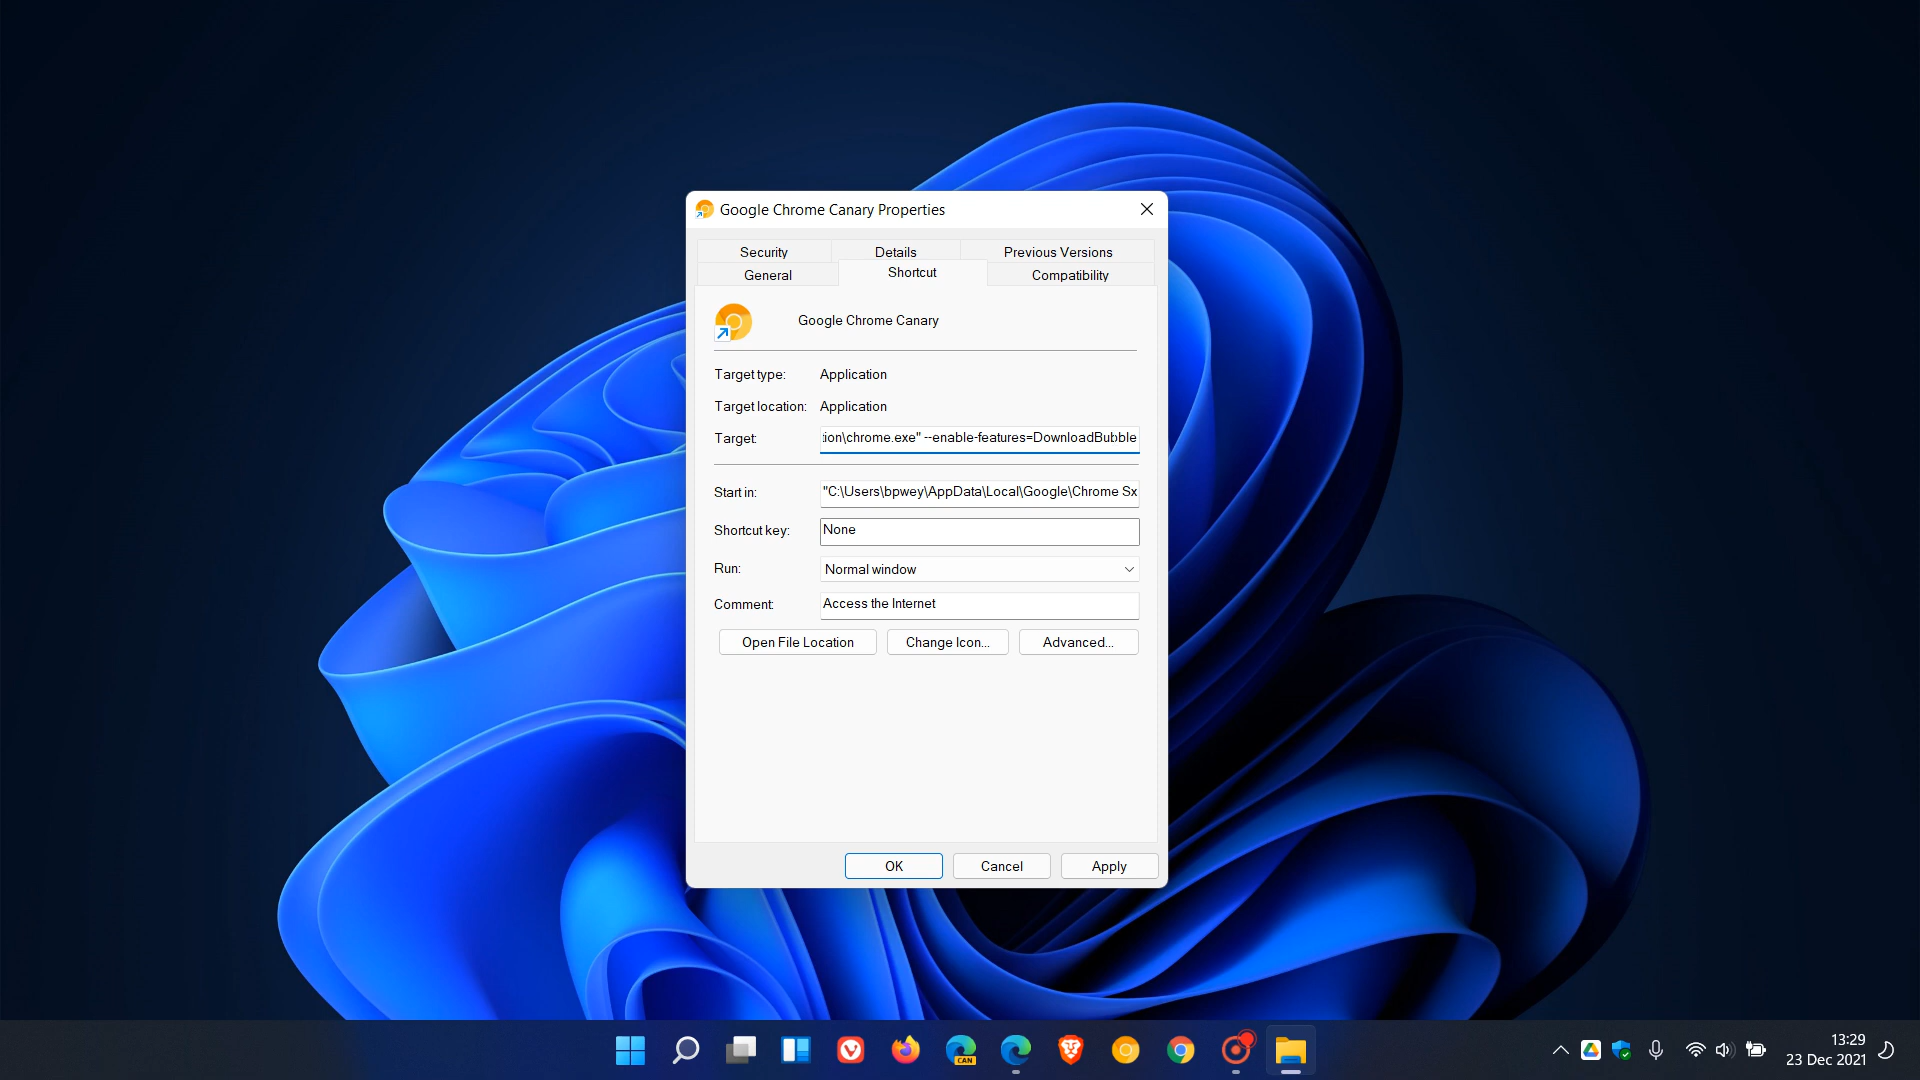 Google Chrome Canary Properties
Security Details Previous Versions
General Shortcut Compatibility
Google Chrome Canary
Target type: Application
Target location: Application
Target: tion\chrome.exe" --enable-features=DownloadBubble
Start in: "C:\Users\bpwey\AppData\Local\Google\Chrome Sx
Shortcut key: None
Run: Normal window
Comment: Access the Internet
Open File Location Change Icon... Advanced...
OK Cancel Apply
CAN
13:29
23 Dec 2021